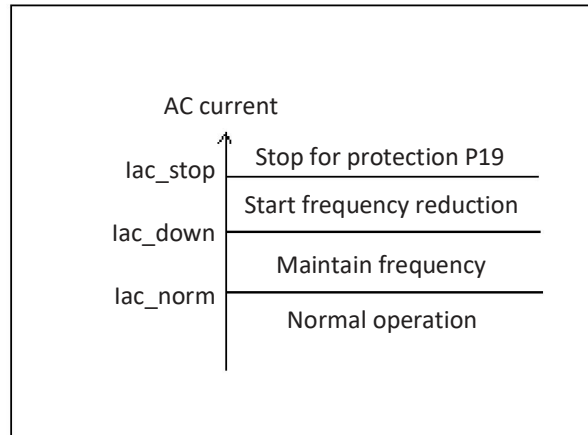 AC current
Stop for protection P19
Iac_stop
Start frequency reduction
Iac_down
Maintain frequency
Iac_norm
Normal operation